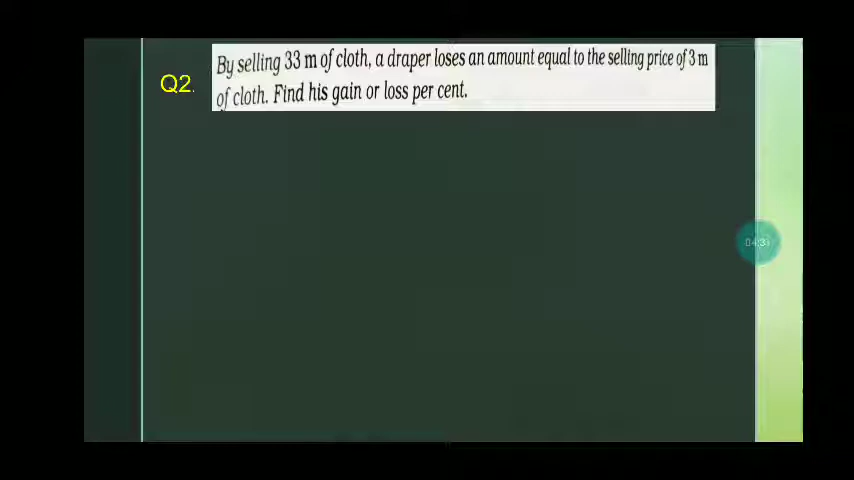 Q2.
By selling 33 m of cloth, a draper loses an amount equal to the selling price of 3 m
of cloth. Find his gain or loss per cent.